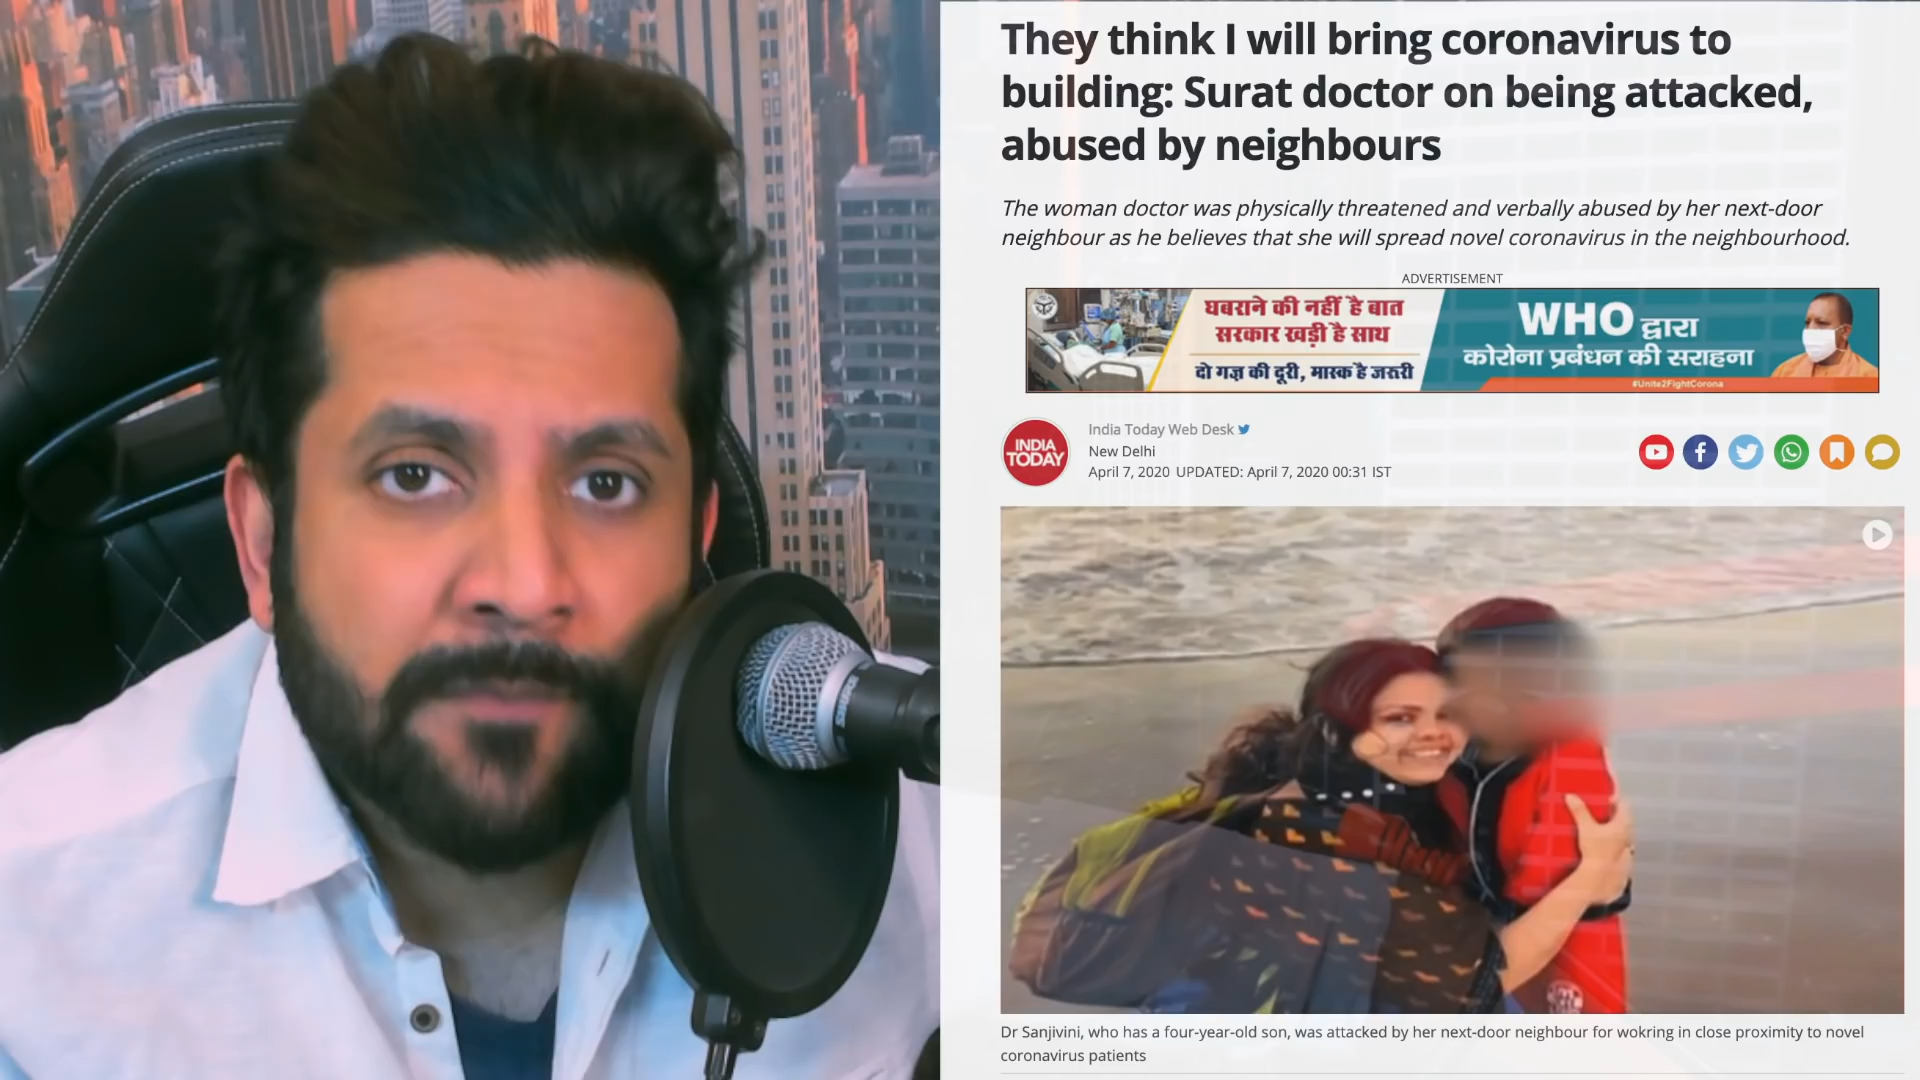 They think I will bring coronavirus to
building: Surat doctor on being attacked,
abused by neighbours
The woman doctor was physically threatened and verbally abused by her next-door
neighbour as he believes that she will spread novel coronavirus in the neighbourhood.
ADVERTISEMENT
घबराने की नहीं है बात
सरकार खड़ी है साथ
दो गज़ की दूरी, मास्क है जरूरी
WHO द्वारा
कोरोना प्रबंधन की सराहना
#Unite2FightCorona
INDIA
TODAY
India Today Web Desk
New Delhi
April 7, 2020 UPDATED: April 7, 2020 00:31 IST
SHURE
Dr Sanjivini, who has a four-year-old son, was attacked by her next-door neighbour for wokring in close proximity to novel
coronavirus patients